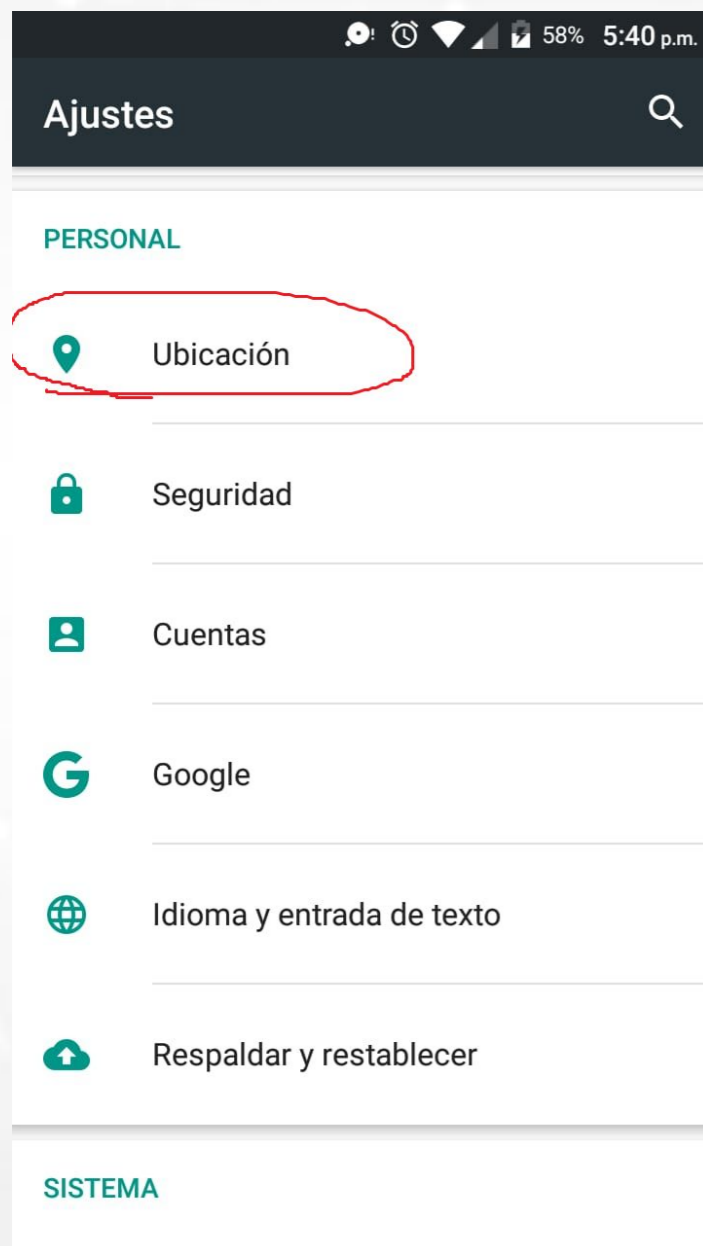 58% 5:40 p.m.
Ajustes
PERSONAL
Ubicación
Seguridad
Cuentas
Google
Idioma y entrada de texto
Respaldar y restablecer
SISTEMA